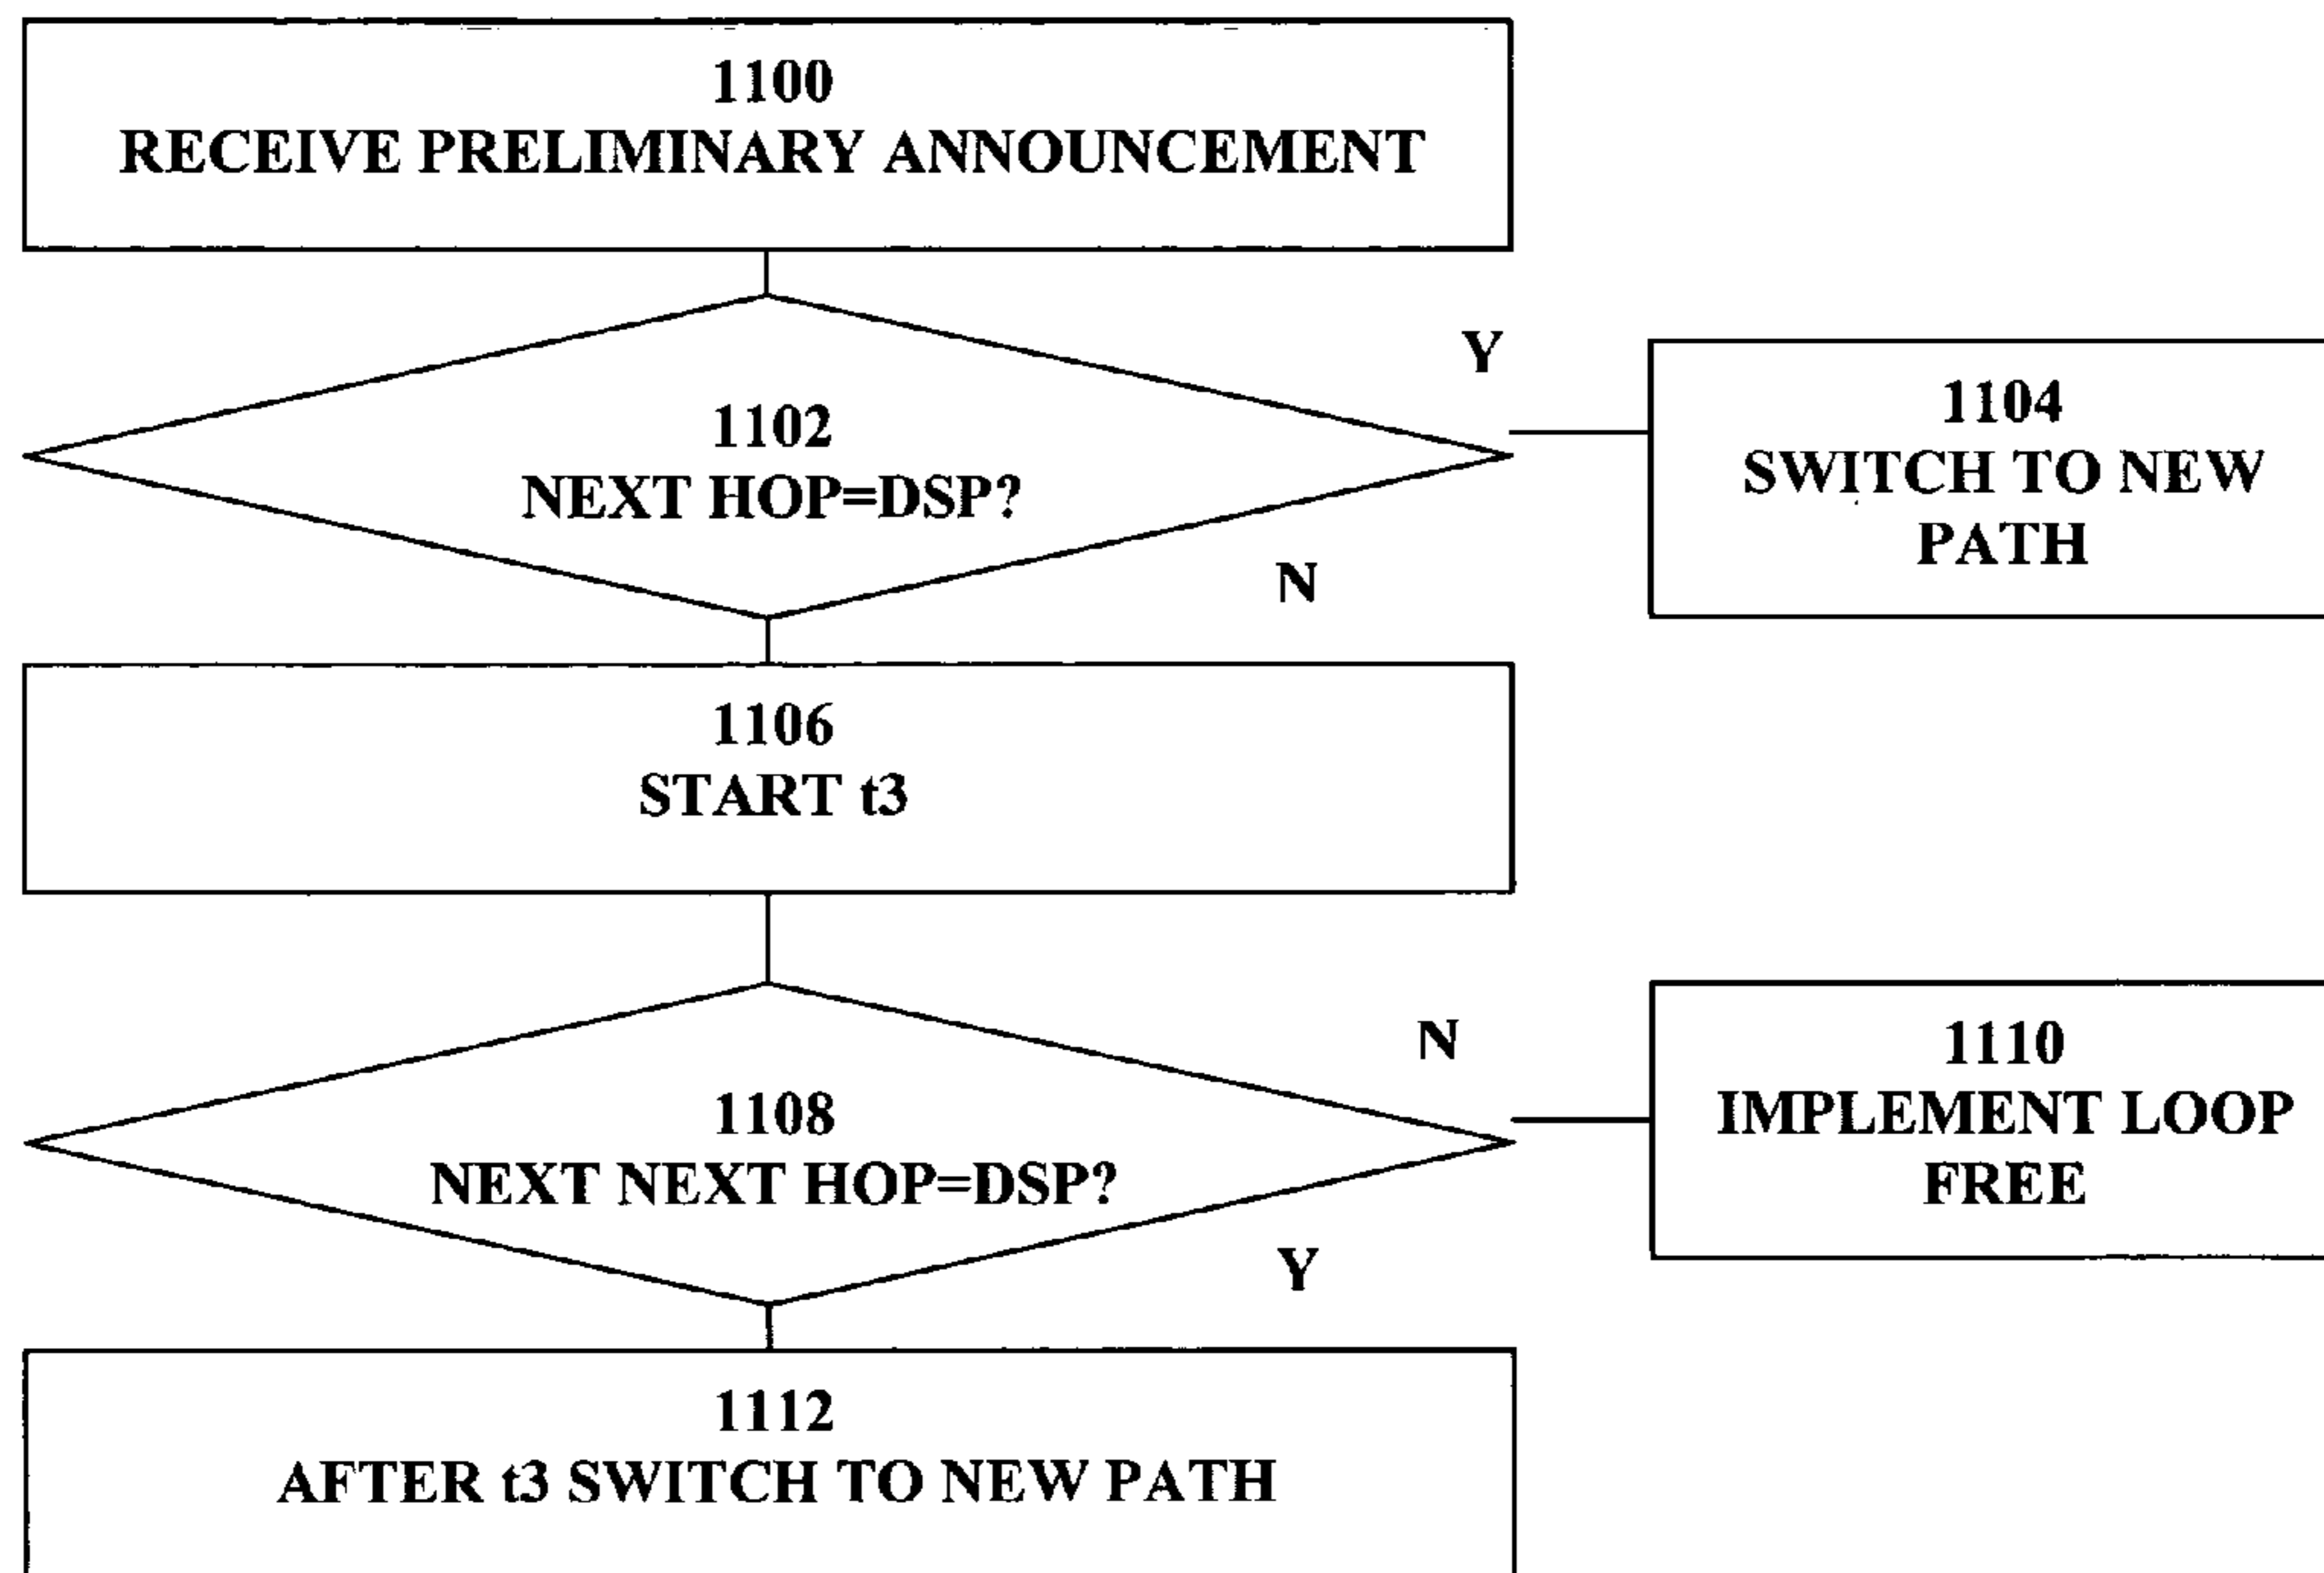 1100
RECEIVE PRELIMINARY ANNOUNCEMENT
1102
NEXT HOP=DSP?
Y
N
1104
SWITCH TO NEW
PATH
1106
START t3
1108
NEXT NEXT HOP=DSP?
N
Y
1110
IMPLEMENT LOOP
FREE
1112
AFTER t3 SWITCH TO NEW PATH